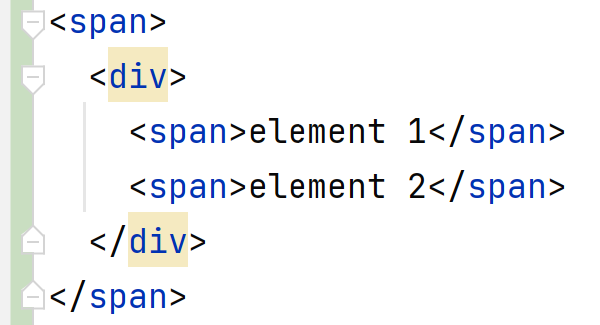 <span>
<div>
<span>element 1</span>
<span>element 2</span>
</div>
</span>